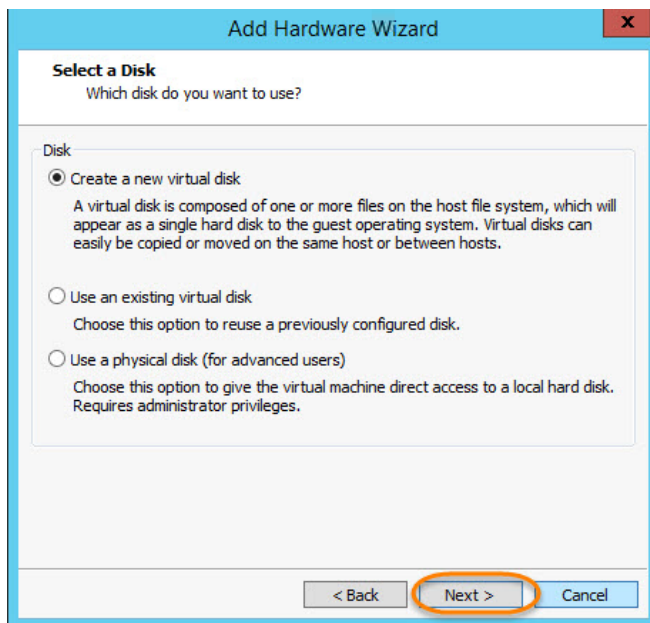 Add Hardware Wizard
x
Select a Disk
Which disk do you want to use?
Disk
Create a new virtual disk
A virtual disk is composed of one or more files on the host file system, which will
appear as a single hard disk to the guest operating system. Virtual disks can
easily be copied or moved on the same host or between hosts.
Use an existing virtual disk
Choose this option to reuse a previously configured disk.
Use a physical disk (for advanced users)
Choose this option to give the virtual machine direct access to a local hard disk.
Requires administrator privileges.
< Back Next > Cancel